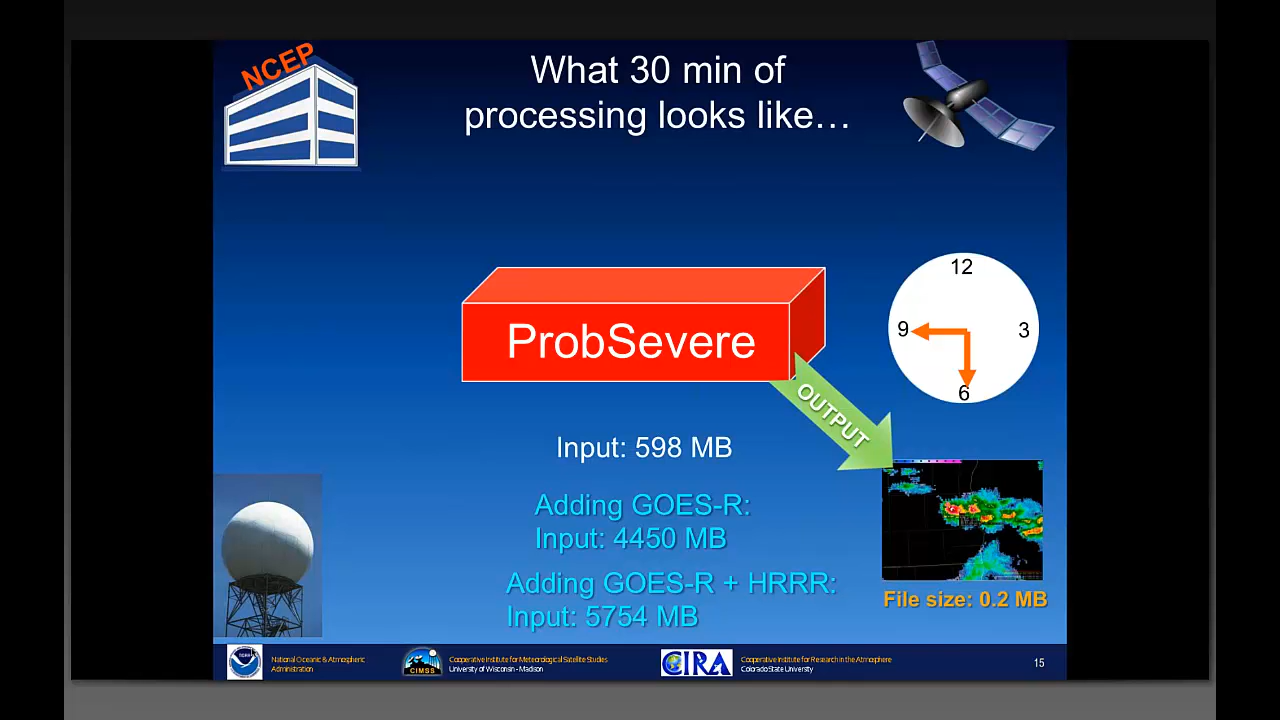 NCEP
What 30 min of
processing looks like…
12
9
3
6
ProbSevere
OUTPUT
Input: 598 MB
Adding GOES-R:
Input: 4450 MB
Adding GOES-R + HRRR:
Input: 5754 MB
File size: 0.2 MB
National Oceanic & Atmospheric
Administration
CIMSS
Cooperative Institute for Meteorological Satellite Studies
University of Wisconsin - Madison
CIRA
Cooperative Institute for Research in the Atmosphere
Colorado State University
15